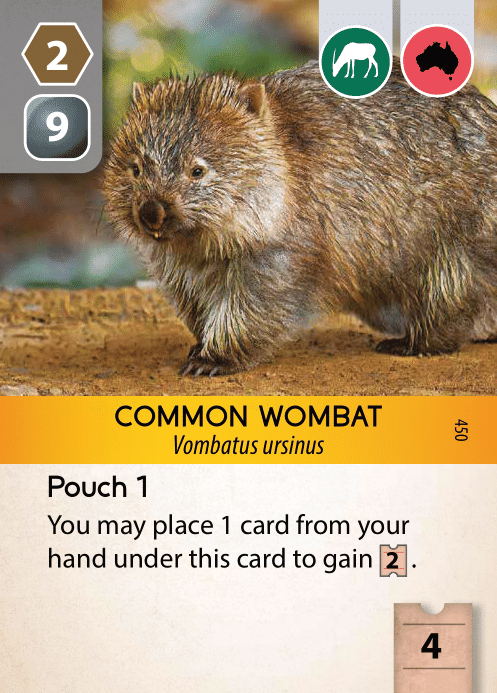 2
9
COMMON WOMBAT
Vombatus ursinus
450
Pouch 1
You may place 1 card from your
hand under this card to gain 2 .
4